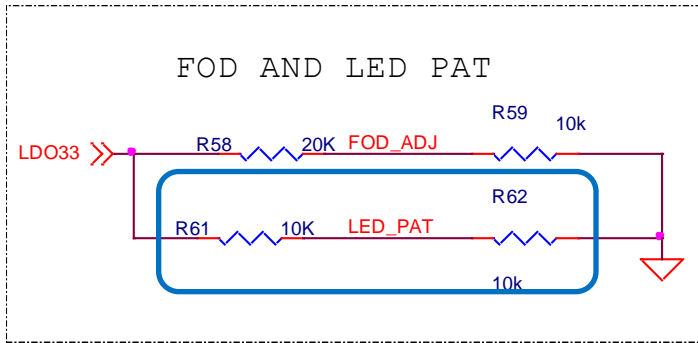 FOD AND LED PAT
R59
10k
LDO33
R58
20K
FOD_ADJ
R62
R61
10K
LED_PAT
10k